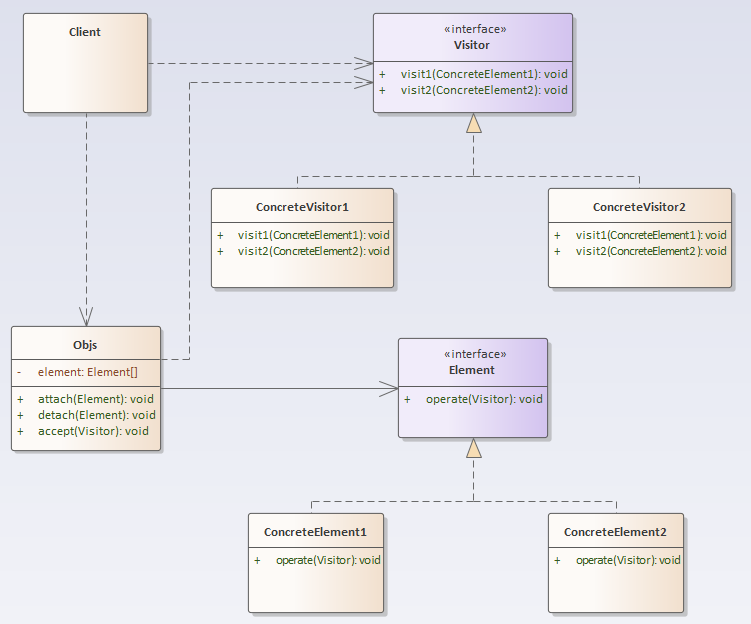 Client
«interface»
Visitor
+ visit1(ConcreteElement1): void
+ visit2(ConcreteElement2): void
ConcreteVisitor1
+ visit1(ConcreteElement1): void
+ visit2(ConcreteElement2): void
ConcreteVisitor2
+ visit1(ConcreteElement1): void
+ visit2(ConcreteElement2): void
Objs
- element: Element[]
+ attach(Element): void
+ detach(Element): void
+ accept(Visitor): void
«interface»
Element
+ operate(Visitor): void
ConcreteElement1
+ operate(Visitor): void
ConcreteElement2
+ operate(Visitor): void